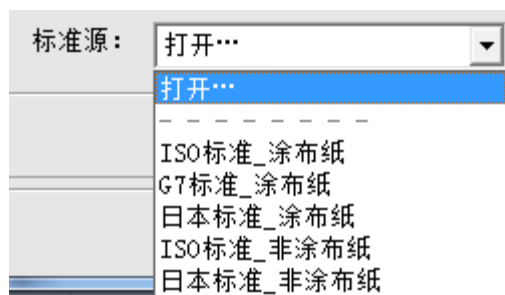 标准源： 打开…
打开…
- - - - - - - -
ISO标准_涂布纸
G7标准_涂布纸
日本标准_涂布纸
ISO标准_非涂布纸
日本标准_非涂布纸